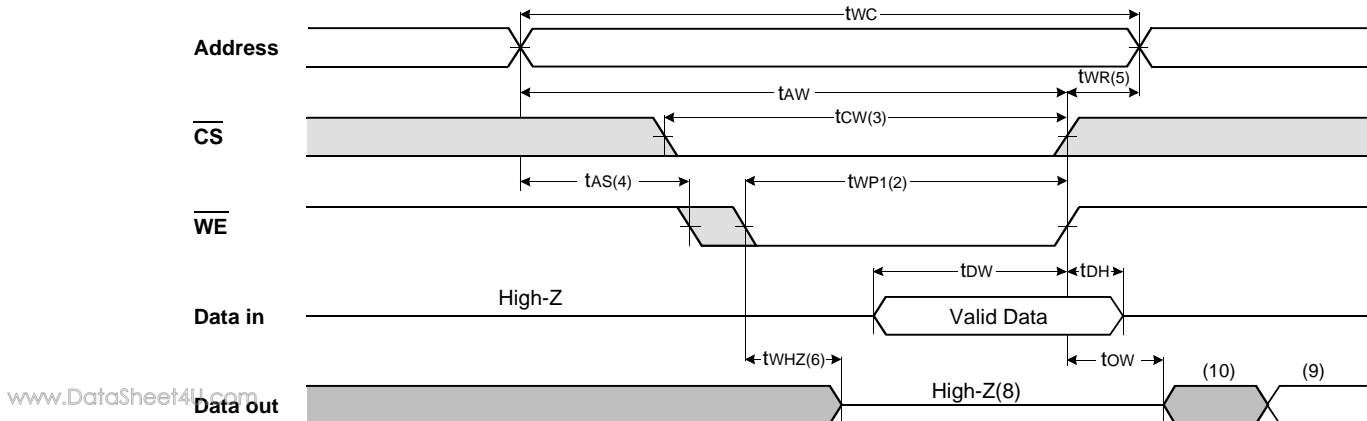 tWC
Address
tWR(5)
tAW
tCW(3)
CS
tAS(4)
tWP1(2)
WE
tDW
tDH
High-Z
Data in
Valid Data
tWHZ(6)
tOW
(10)
(9)
High-Z(8)
www.DataSheet4U.com
Data out